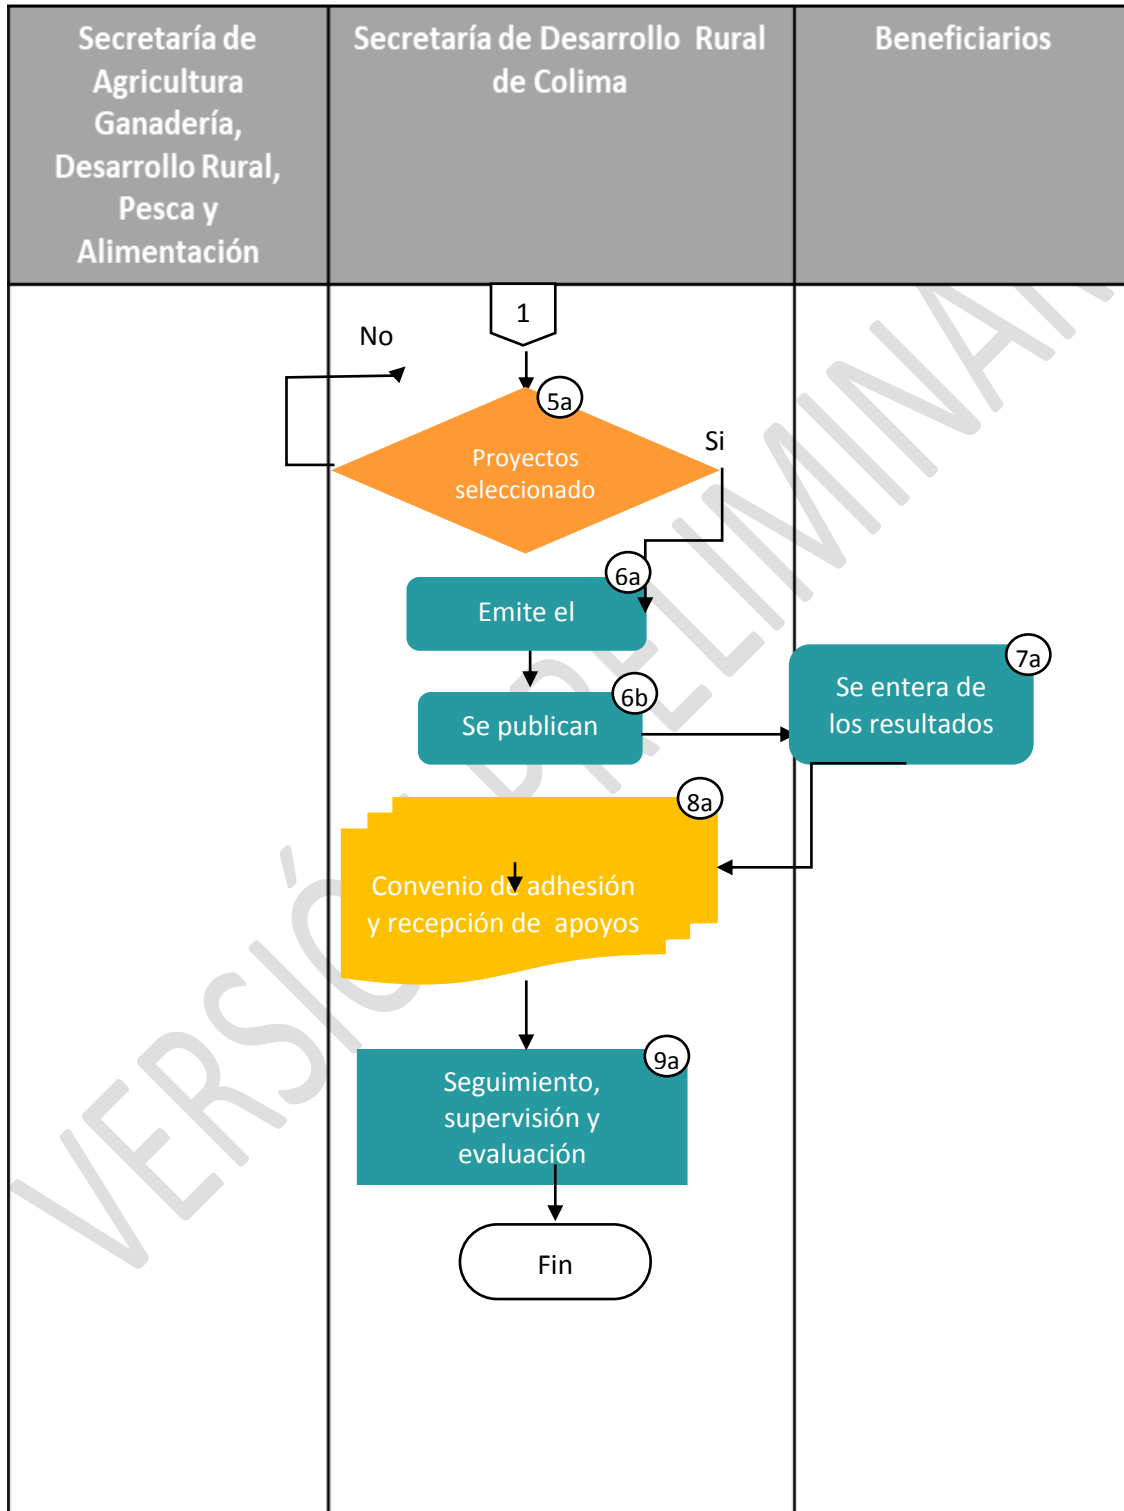 Secretaría de
Agricultura
Ganadería,
Desarrollo Rural,
Pesca y
Alimentación
Secretaría de Desarrollo Rural
de Colima
Beneficiarios
1
No
5a
Si
Proyectos
seleccionado
6a
Emite el
6b
Se publican
7a
Se entera de
los resultados
8a
Convenio de adhesión
y recepción de apoyos
9a
Seguimiento,
supervisión y
evaluación
Fin
VERSIÓN PRELIMINAR